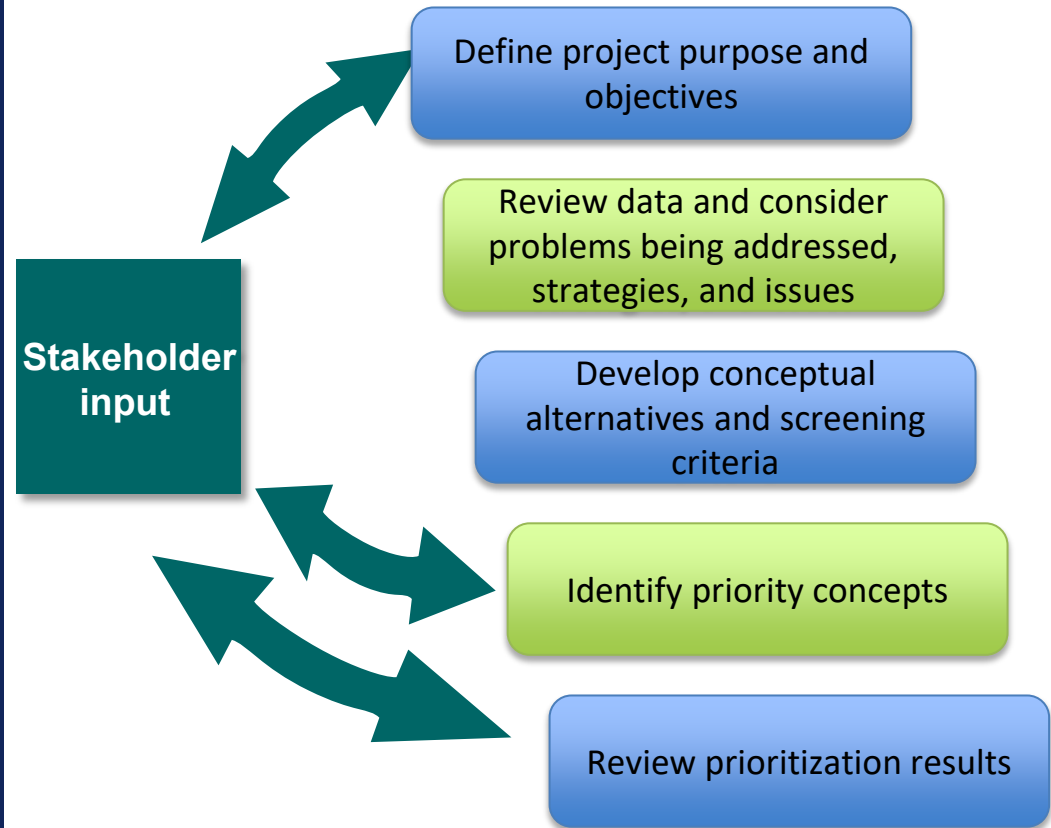 Define project purpose and
objectives
Review data and consider
problems being addressed,
strategies, and issues
Stakeholder
input
Develop conceptual
alternatives and screening
criteria
Identify priority concepts
Review prioritization results